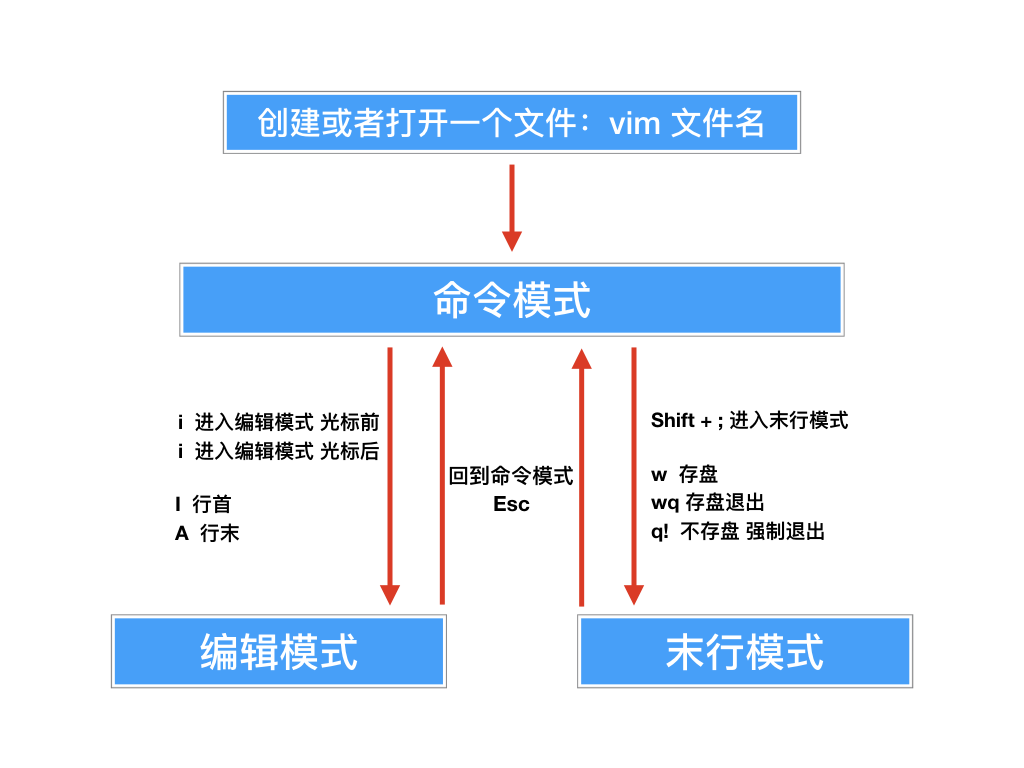 创建或者打开一个文件：vim 文件名
命令模式
i 进入编辑模式 光标前
i 进入编辑模式 光标后
I 行首
A 行末
回到命令模式
Esc
Shift + ; 进入末行模式
w 存盘
wq 存盘退出
q! 不存盘 强制退出
编辑模式
末行模式